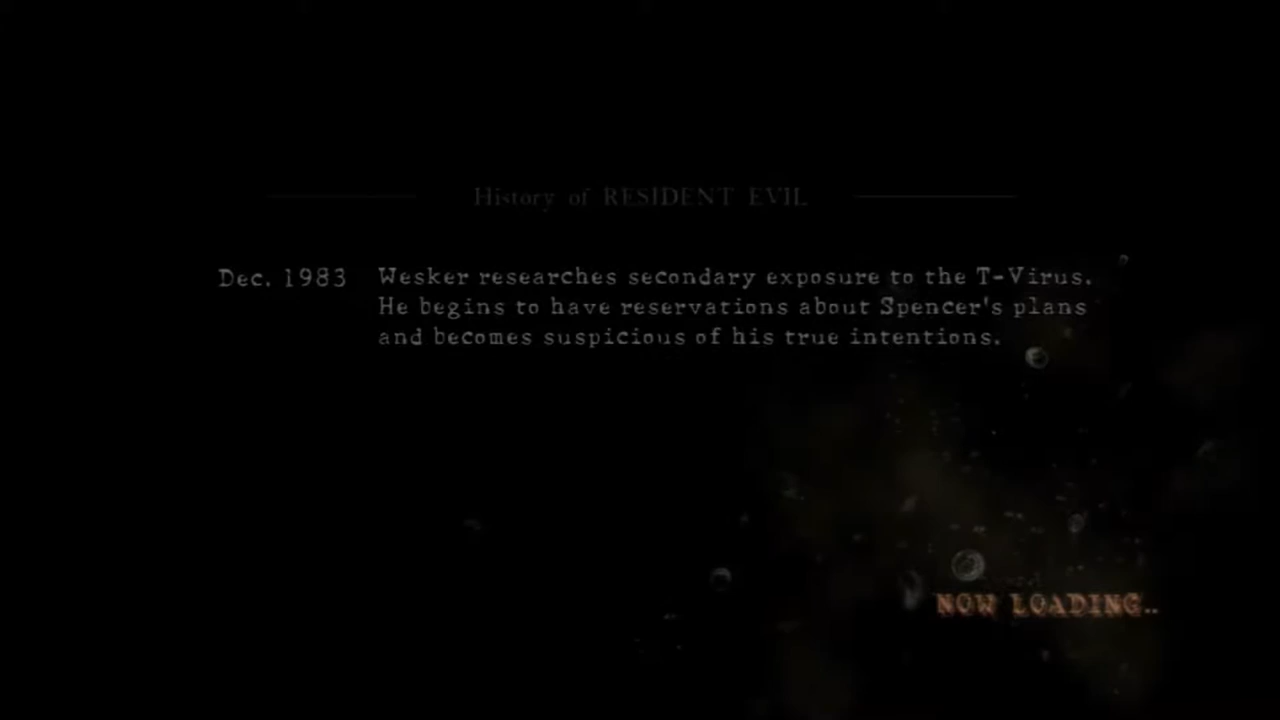 History of RESIDENT EVIL
Dec. 1983 Wesker researches secondary exposure to the T-Virus.
He begins to have reservations about Spencer's plans
and becomes suspicious of his true intentions.
NOW LOADING..